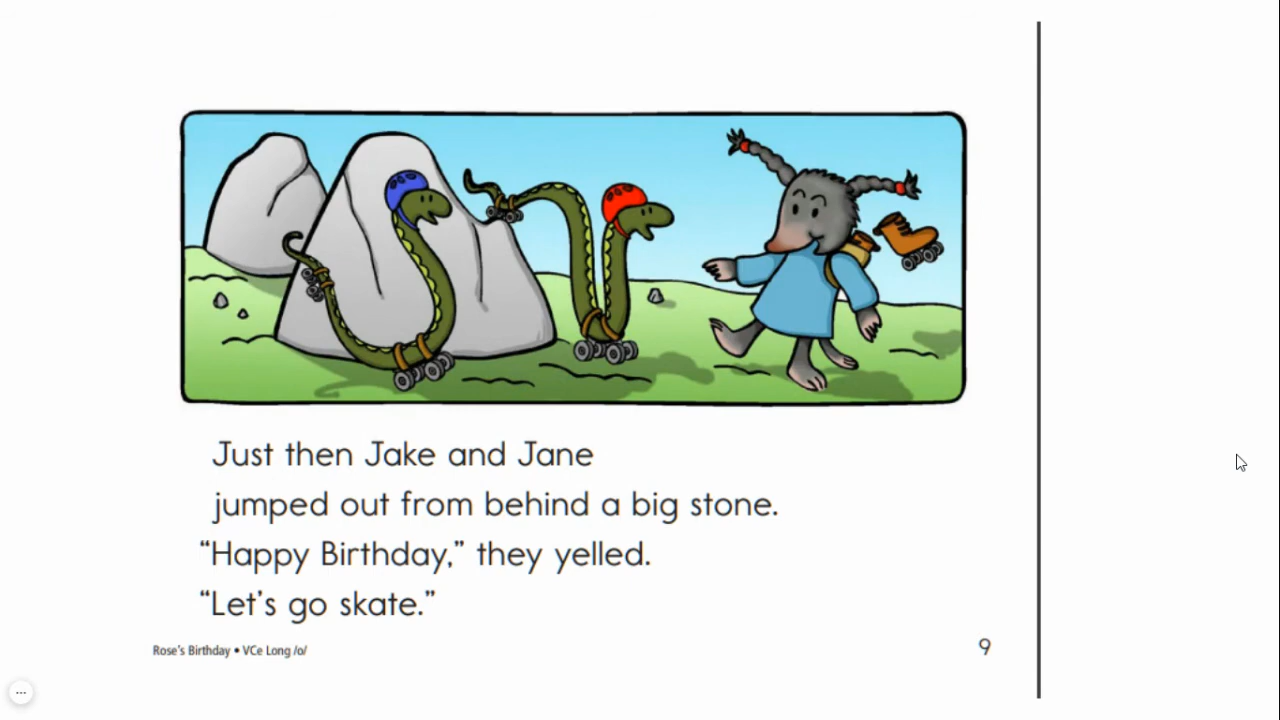 Just then Jake and Jane
jumped out from behind a big stone.
“Happy Birthday,” they yelled.
“Let’s go skate.”
Rose’s Birthday • VCe Long /o/
9